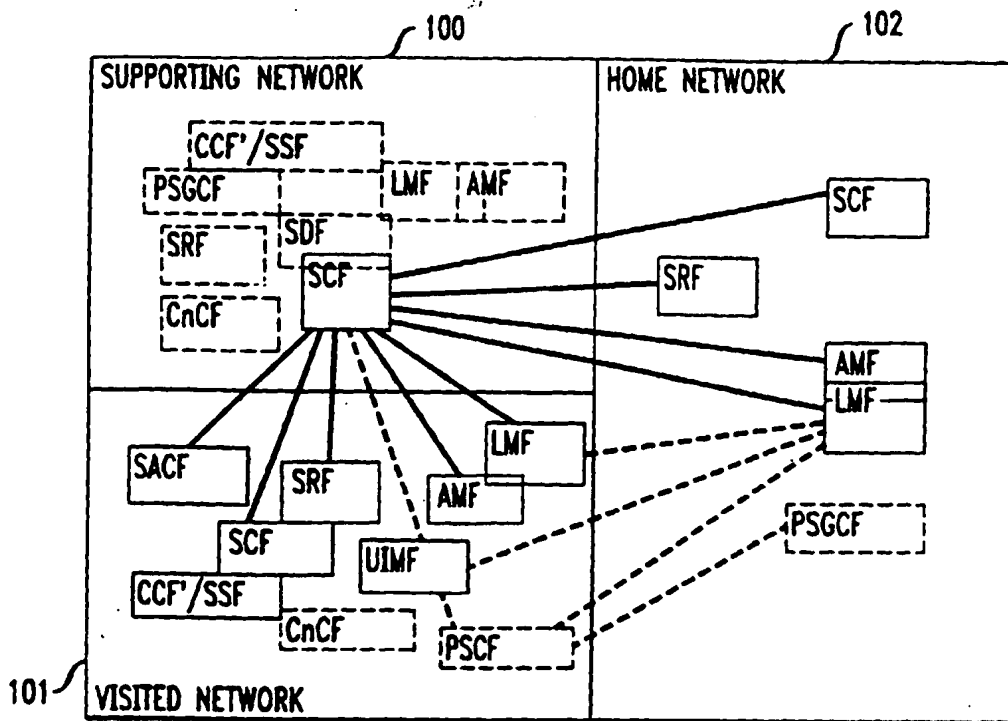 100
102
SUPPORTING NETWORK
HOME NETWORK
CCF'/SSF
PSGCF
LMF
AMF
SCF
SRF
SDF
SRF
SCF
CnCF
AMF
LMF
SACF
SRF
LMF
AMF
PSGCF
SCF
UIMF
CCF'/SSF
CnCF
PSCF
101
VISITED NETWORK